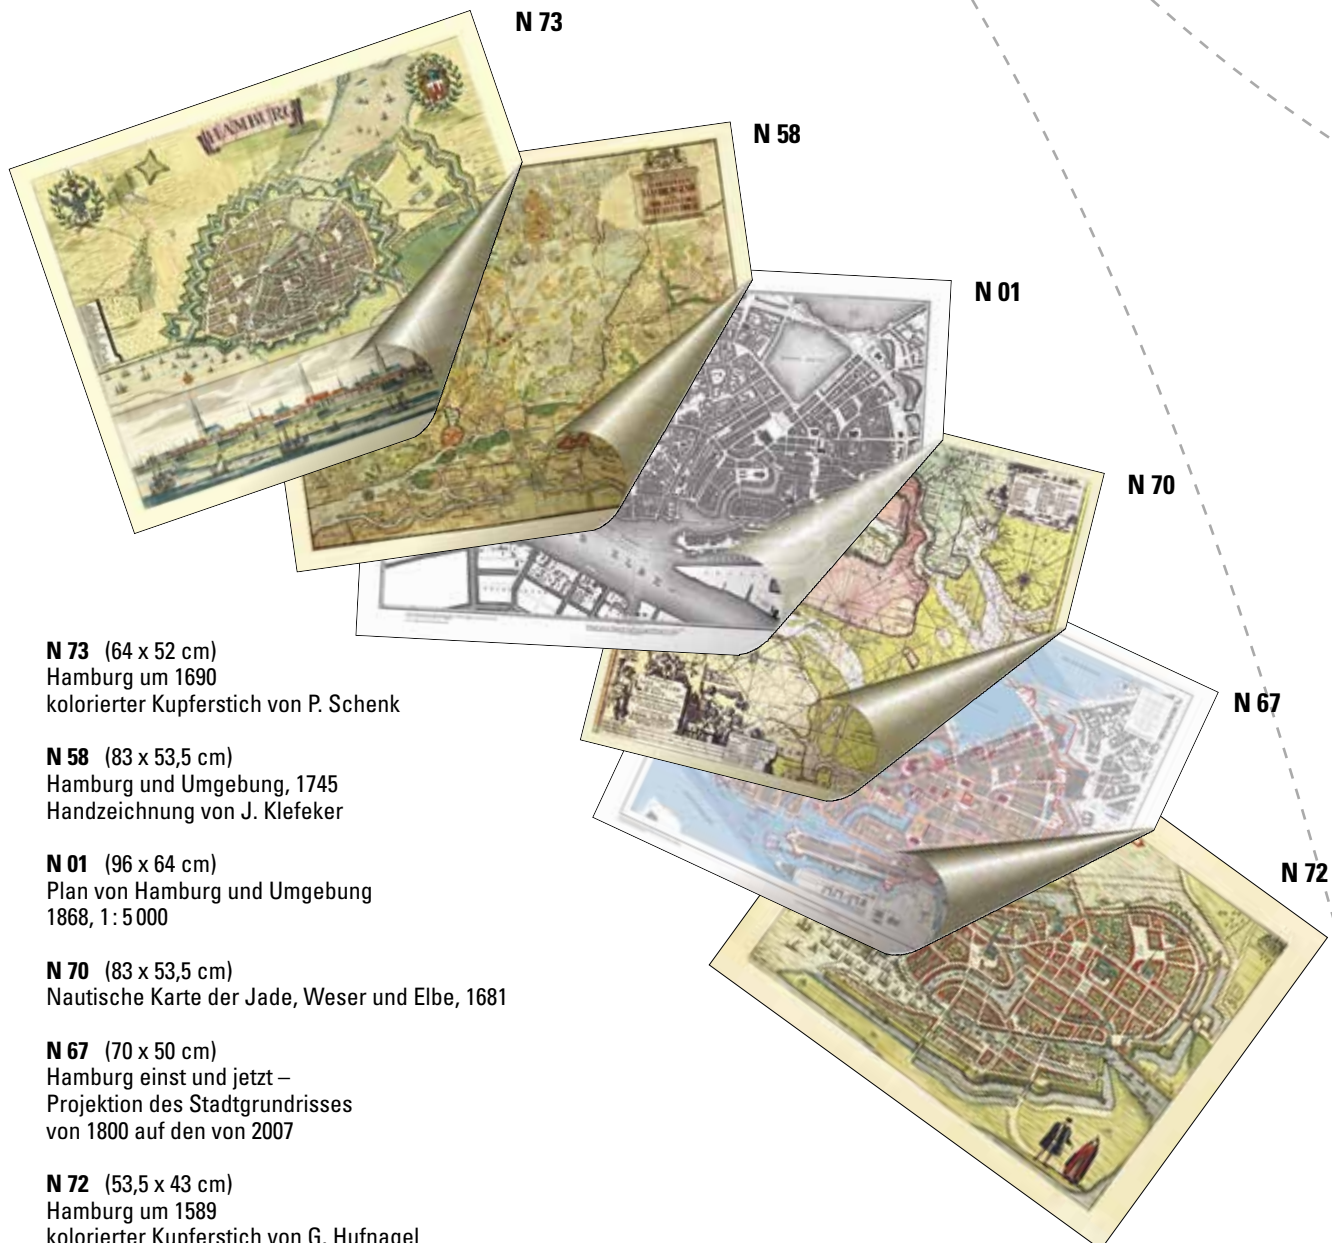 N 73
N 58
N 01
N 70
N 67
N 72
HAMBURG
N 73 (64 x 52 cm)
Hamburg um 1690
kolorierter Kupferstich von P. Schenk
N 58 (83 x 53,5 cm)
Hamburg und Umgebung, 1745
Handzeichnung von J. Klefeker
N 01 (96 x 64 cm)
Plan von Hamburg und Umgebung
1868, 1 : 5 000
N 70 (83 x 53,5 cm)
Nautische Karte der Jade, Weser und Elbe, 1681
N 67 (70 x 50 cm)
Hamburg einst und jetzt –
Projektion des Stadtgrundrisses
von 1800 auf den von 2007
N 72 (53,5 x 43 cm)
Hamburg um 1589
kolorierter Kupferstich von G. Hufnagel